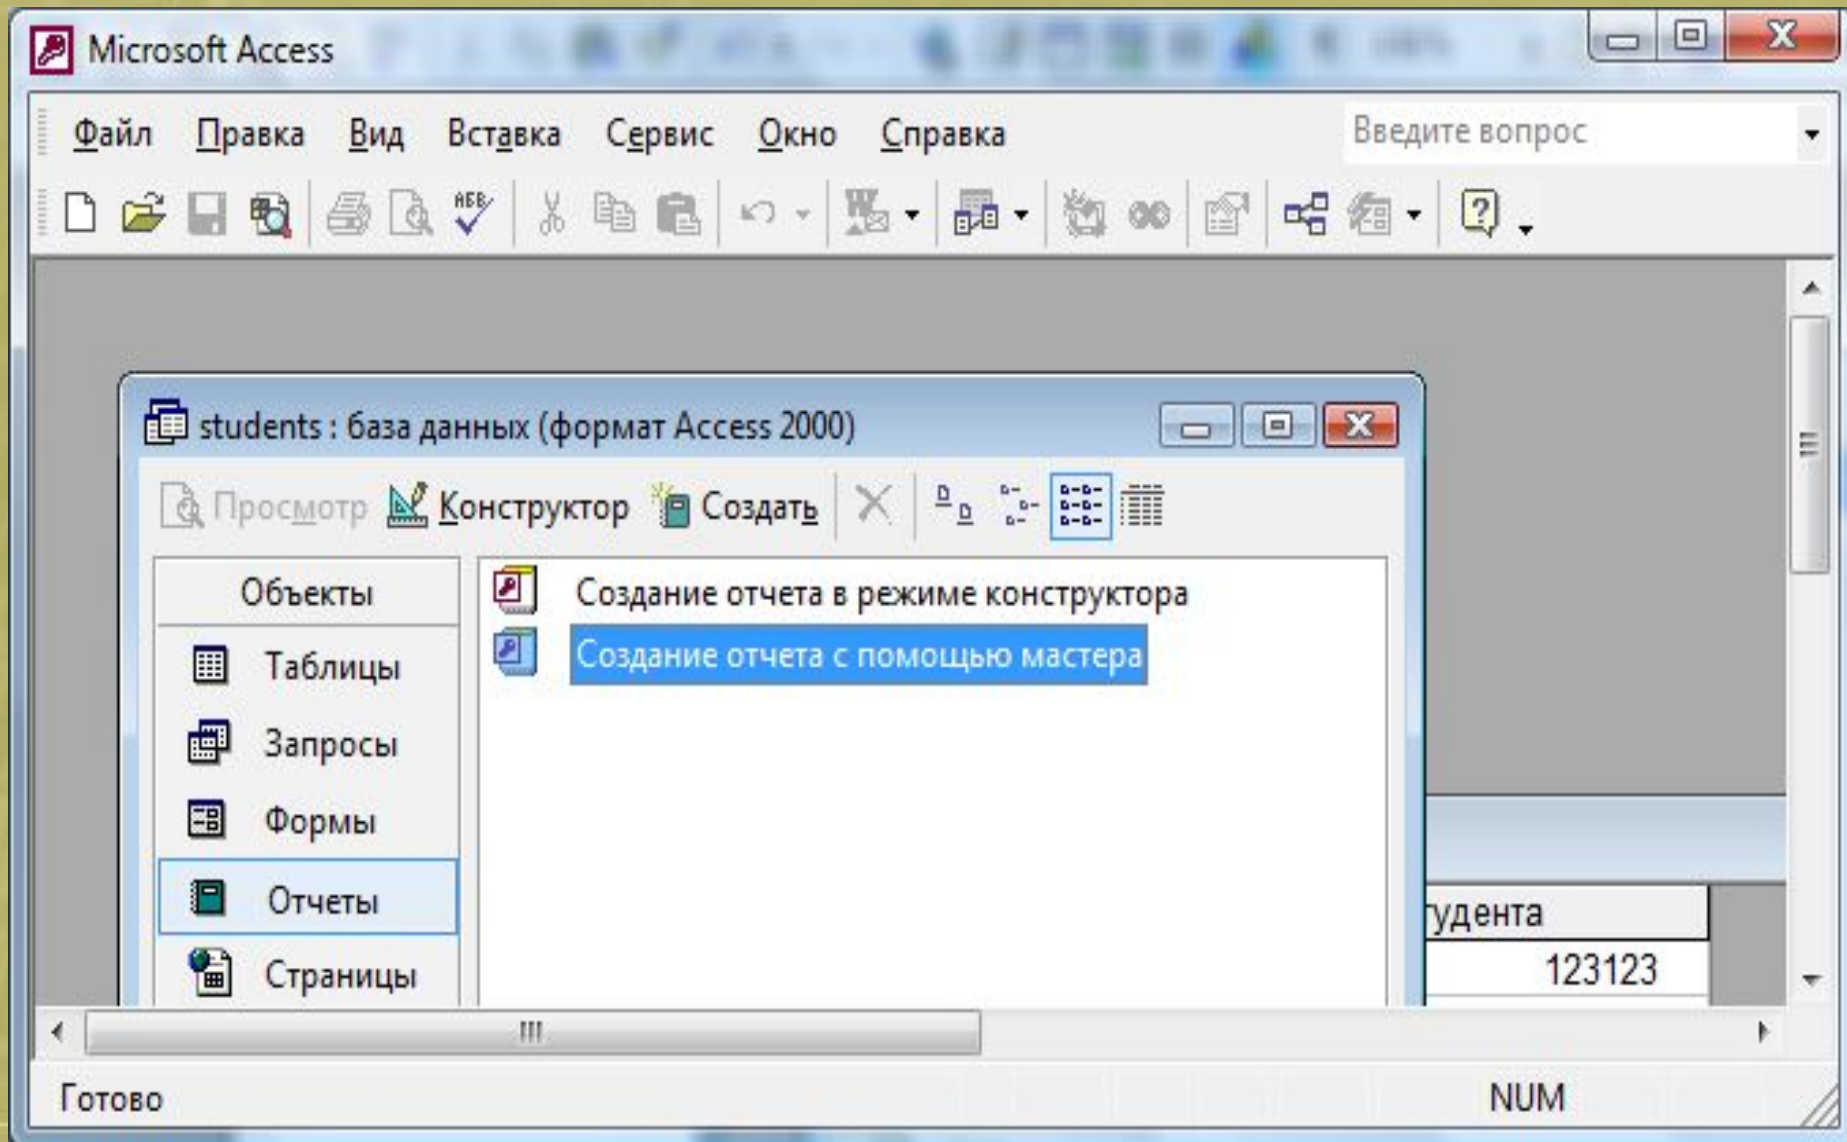 Microsoft Access
Файл Правка Вид Вставка Сервис Окно Справка Введите вопрос
students : база данных (формат Access 2000)
Просмотр Конструктор Создать
Объекты
Таблицы
Запросы
Формы
Отчеты
Страницы
Создание отчета в режиме конструктора
Создание отчета с помощью мастера
тудента
123123
Готово NUM